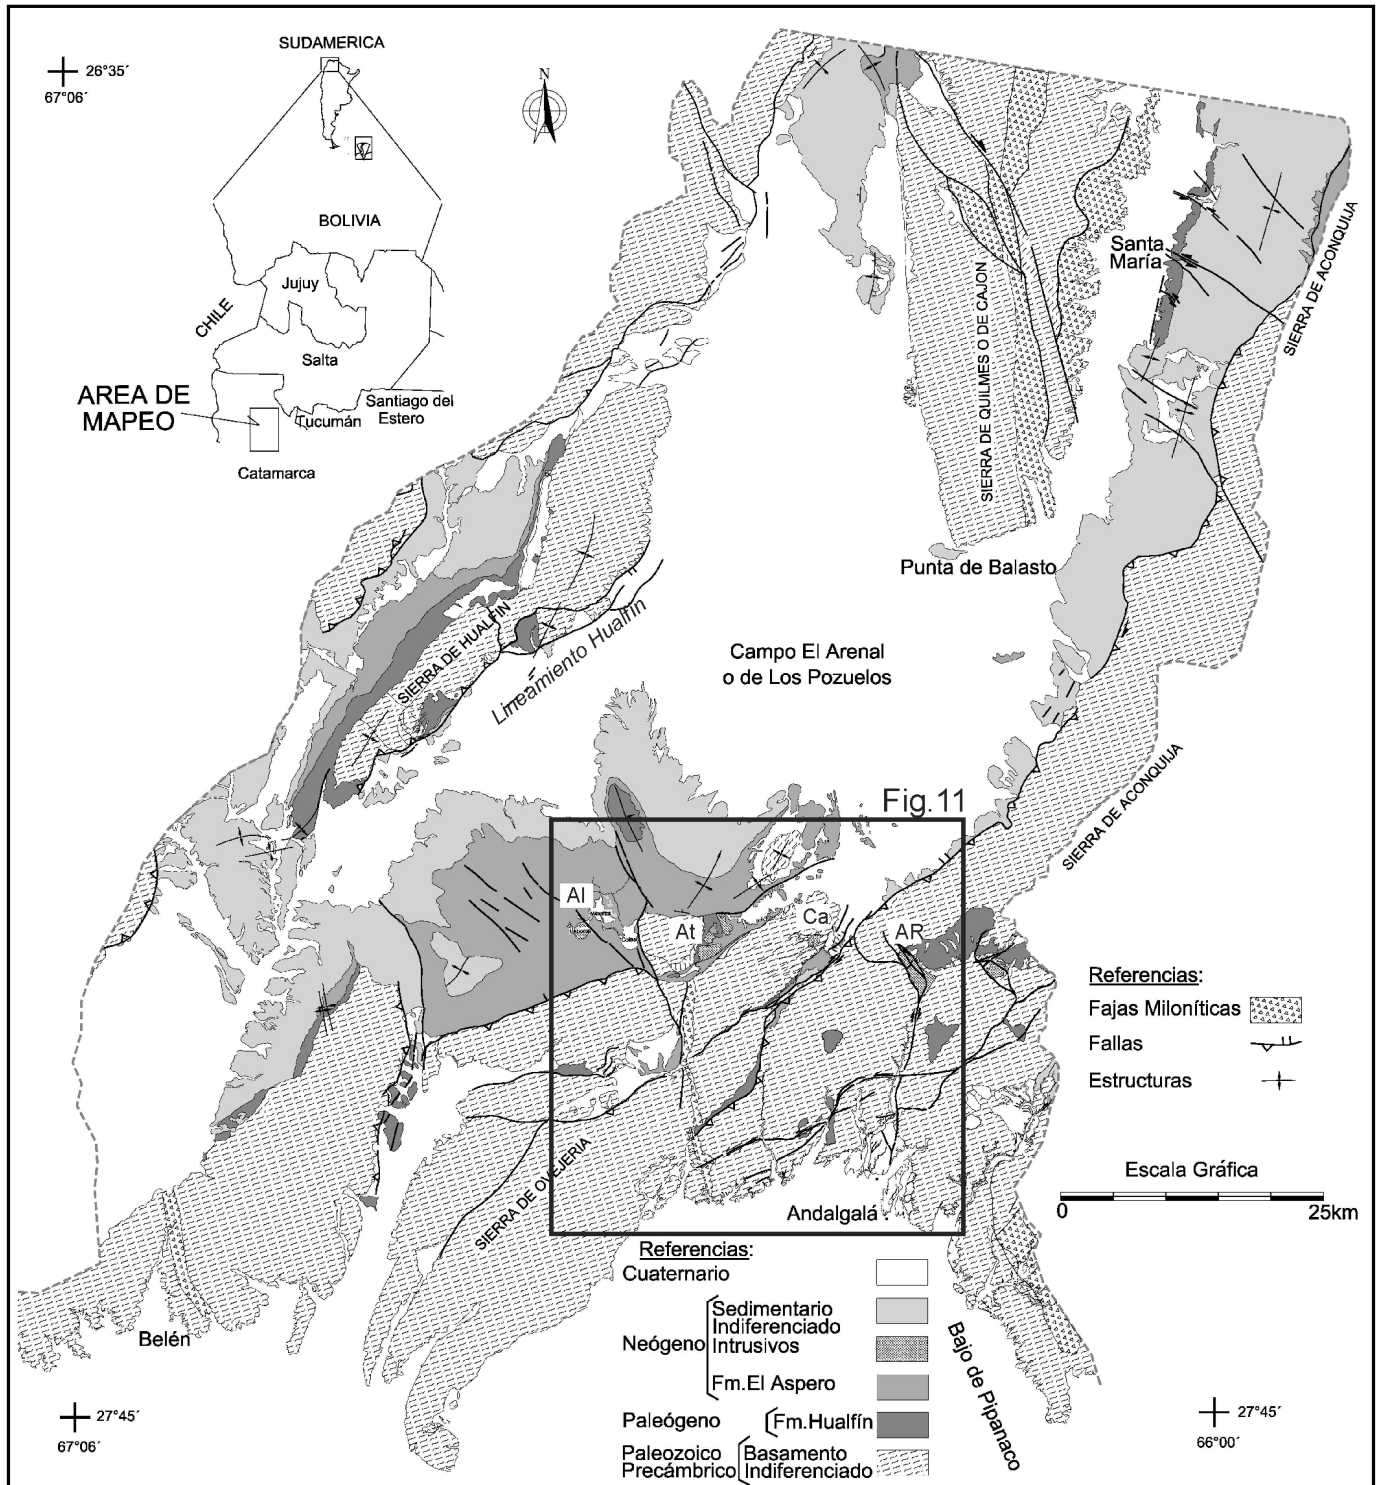 SUDAMERICA
26°35´
67°06´
N
BOLIVIA
Jujuy
CHILE
Salta
AREA DE
MAPEO
Santiago del
Estero
Tucumán
Catamarca
Santa
María
SIERRA DE ACONQUIJA
SIERRA DE QUILMES O DE CAJON
Punta de Balasto
SIERRA DE HUALFIN
Lineamiento Hualfín
Campo El Arenal
o de Los Pozuelos
SIERRA DE ACONQUIJA
Fig.11
Al
At
Ca
AR
SIERRA DE OVEJERIA
Andalgalá
Belén
Bajo de Pipanaco
Referencias:
Fajas Miloníticas
Fallas
Estructuras
Escala Gráfica
0
25km
Referencias:
Cuaternario
Neógeno
Sedimentario
Indiferenciado
Intrusivos
Fm.El Aspero
Paleógeno
Fm.Hualfín
Paleozoico
Precámbrico
Basamento
Indiferenciado
27°45´
67°06´
27°45´
66°00´